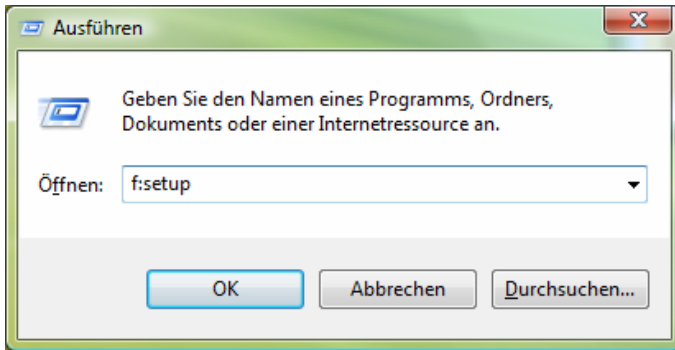 Ausführen
Geben Sie den Namen eines Programms, Ordners,
Dokuments oder einer Internetressource an.
Öffnen: f:setup
OK Abbrechen Durchsuchen...